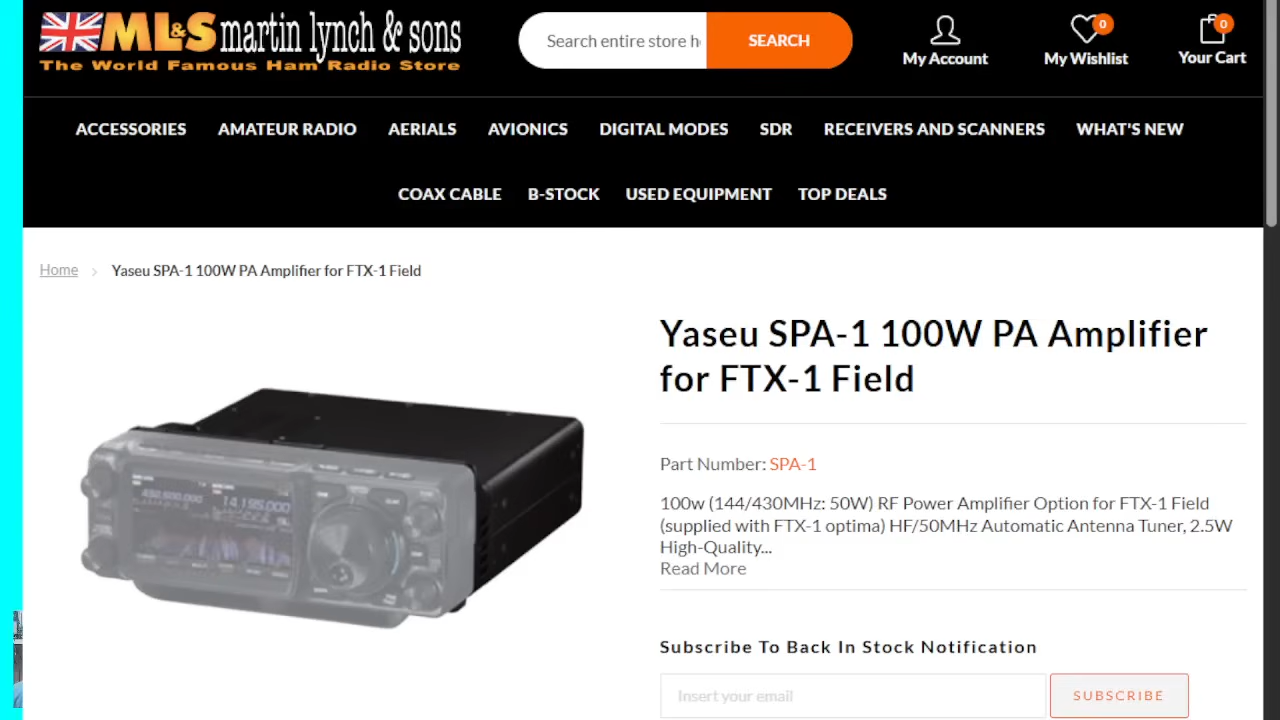 ML&S martin lynch & sons
The World Famous Ham Radio Store
Search entire store h
SEARCH
My Account
0
My Wishlist
0
Your Cart
ACCESSORIES AMATEUR RADIO AERIALS AVIONICS DIGITAL MODES SDR RECEIVERS AND SCANNERS WHAT'S NEW
COAX CABLE B-STOCK USED EQUIPMENT TOP DEALS
Home > Yaseu SPA-1 100W PA Amplifier for FTX-1 Field
Yaseu SPA-1 100W PA Amplifier
for FTX-1 Field
Part Number: SPA-1
100w (144/430MHz: 50W) RF Power Amplifier Option for FTX-1 Field
(supplied with FTX-1 optima) HF/50MHz Automatic Antenna Tuner, 2.5W
High-Quality...
Read More
14.195.000
Subscribe To Back In Stock Notification
Insert your email
SUBSCRIBE